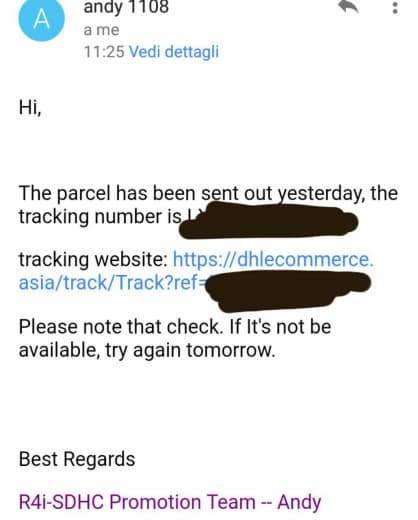 A
andy 1108
a me
11:25 Vedi dettagli
Hi,
The parcel has been sent out yesterday, the
tracking number is
tracking website: https://dhlecommerce.
asia/track/Track?ref=
Please note that check. If It's not be
available, try again tomorrow.
Best Regards
R4i-SDHC Promotion Team -- Andy